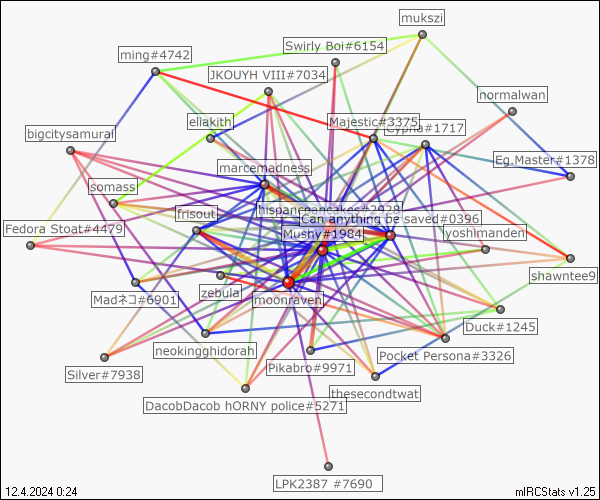 mukszi
Swirly Boi#6154
ming#4742
JKOUYH VIII#7034
normalwan
eliakith
Majestic#3375
Cypha#1717
bigcitysamurai
Eg.Master#1378
marcemadness
somass
hispanicpancakes#2929
frisout
Can anything be saved#0396
Fedora Stoat#4479
Mushy#1984
yoshimanden
shawntee9
Madネコ#6901
zebula
moonraven
Duck#1245
neokingghidorah
Pocket Persona#3326
Pikabro#9971
Silver#7938
thesecondtwat
DacobDacob hORNY police#5271
LPK2387 #7690
12.4.2024 0:24
mIRCStats v1.25